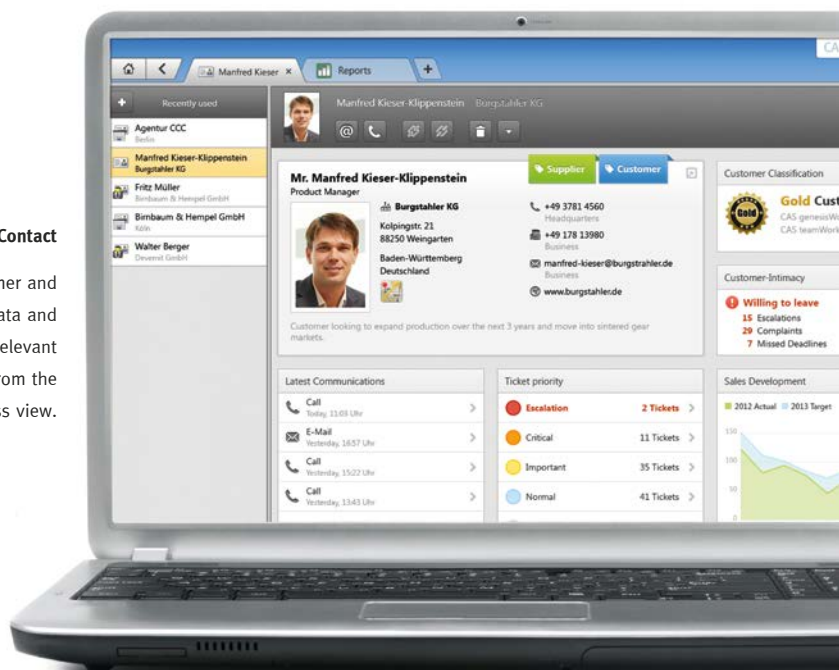 Contact
ner and
ata and
elevant
rom the
ss view.
CA
Manfred Kieser ×
Reports
+
+
Recently used
Agentur CCC
Berlin
Manfred Kieser-Klippenstein
Burgstahler KG
Fritz Müller
Birnbaum & Hempel GmbH
Birnbaum & Hempel GmbH
Köln
Walter Berger
Devemit GmbH
Manfred Kieser-Klippenstein Burgstahler KG
@
Mr. Manfred Kieser-Klippenstein
Product Manager
Supplier
Customer
Burgstahler KG
Kolpingstr. 21
88250 Weingarten
Baden-Württemberg
Deutschland
+49 3781 4560
Headquarters
+49 178 13980
Business
manfred-kieser@burgstrahler.de
Business
www.burgstahler.de
Customer looking to expand production over the next 3 years and move into sintered gear
markets.
Customer Classification
Gold
Gold Cust
CAS genesisWo
CAS teamWork
Customer-Intimacy
Willing to leave
15 Escalations
29 Complaints
7 Missed Deadlines
Latest Communications
Call
Today, 11:03 Uhr
E-Mail
Yesterday, 16:57 Uhr
Call
Yesterday, 15:22 Uhr
Call
Yesterday, 13:43 Uhr
Ticket priority
Escalation 2 Tickets
Critical 11 Tickets
Important 35 Tickets
Normal 41 Tickets
Sales Development
2012 Actual 2013 Target
150
100
50
0